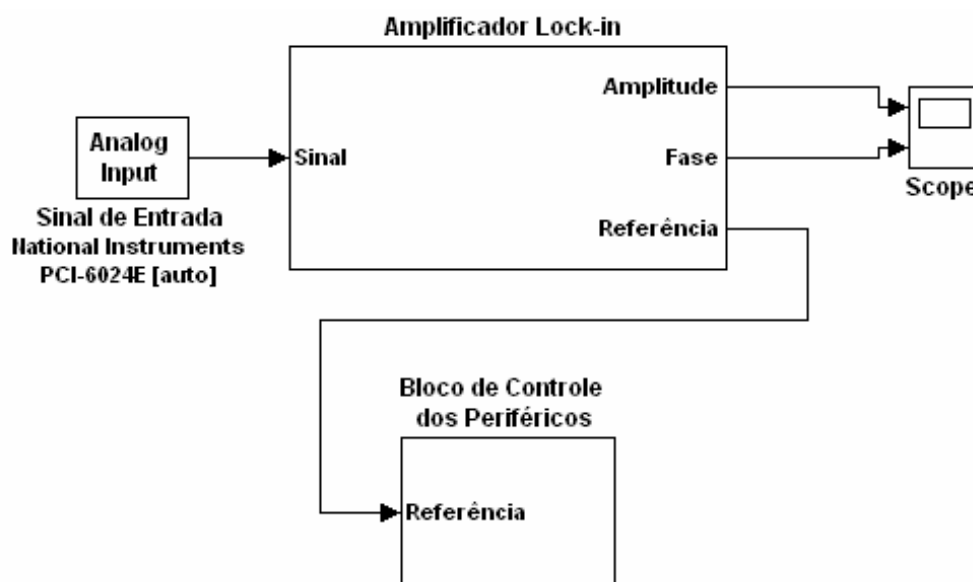 Amplificador Lock-in
Analog
Input
Sinal de Entrada
National Instruments
PCI-6024E [auto]
Sinal
Amplitude
Fase
Referência
Scope
Bloco de Controle
dos Periféricos
Referência